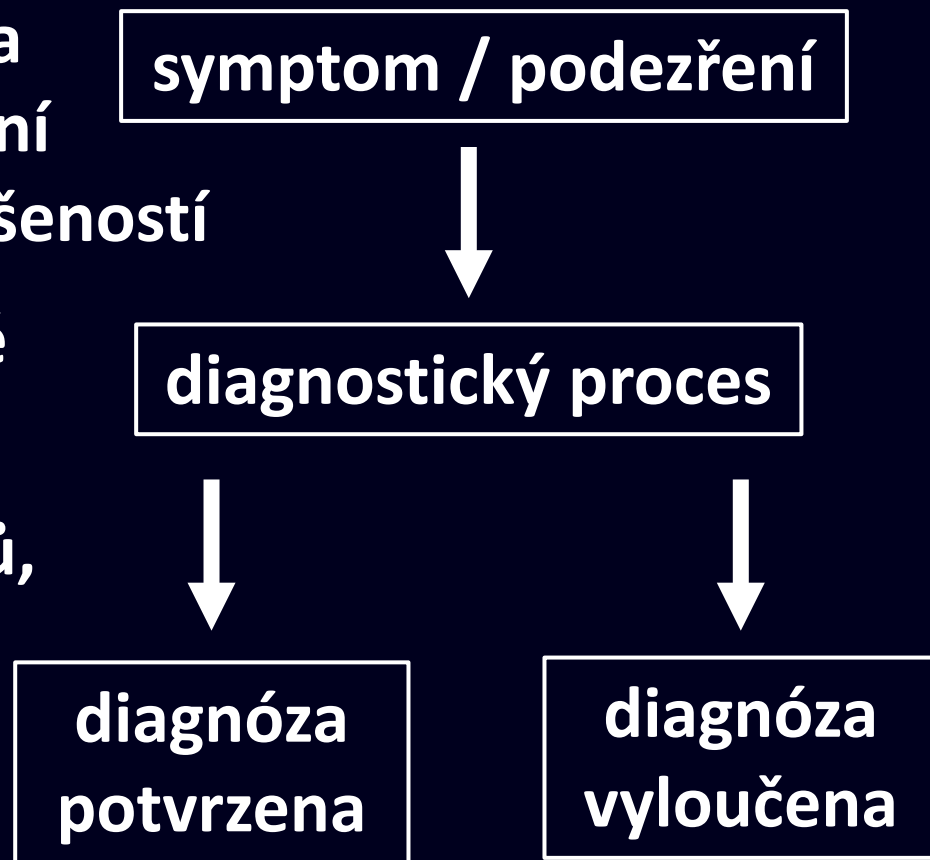 symptom / podezření
diagnostický proces
diagnóza
potvrzena
diagnóza
vyloučena